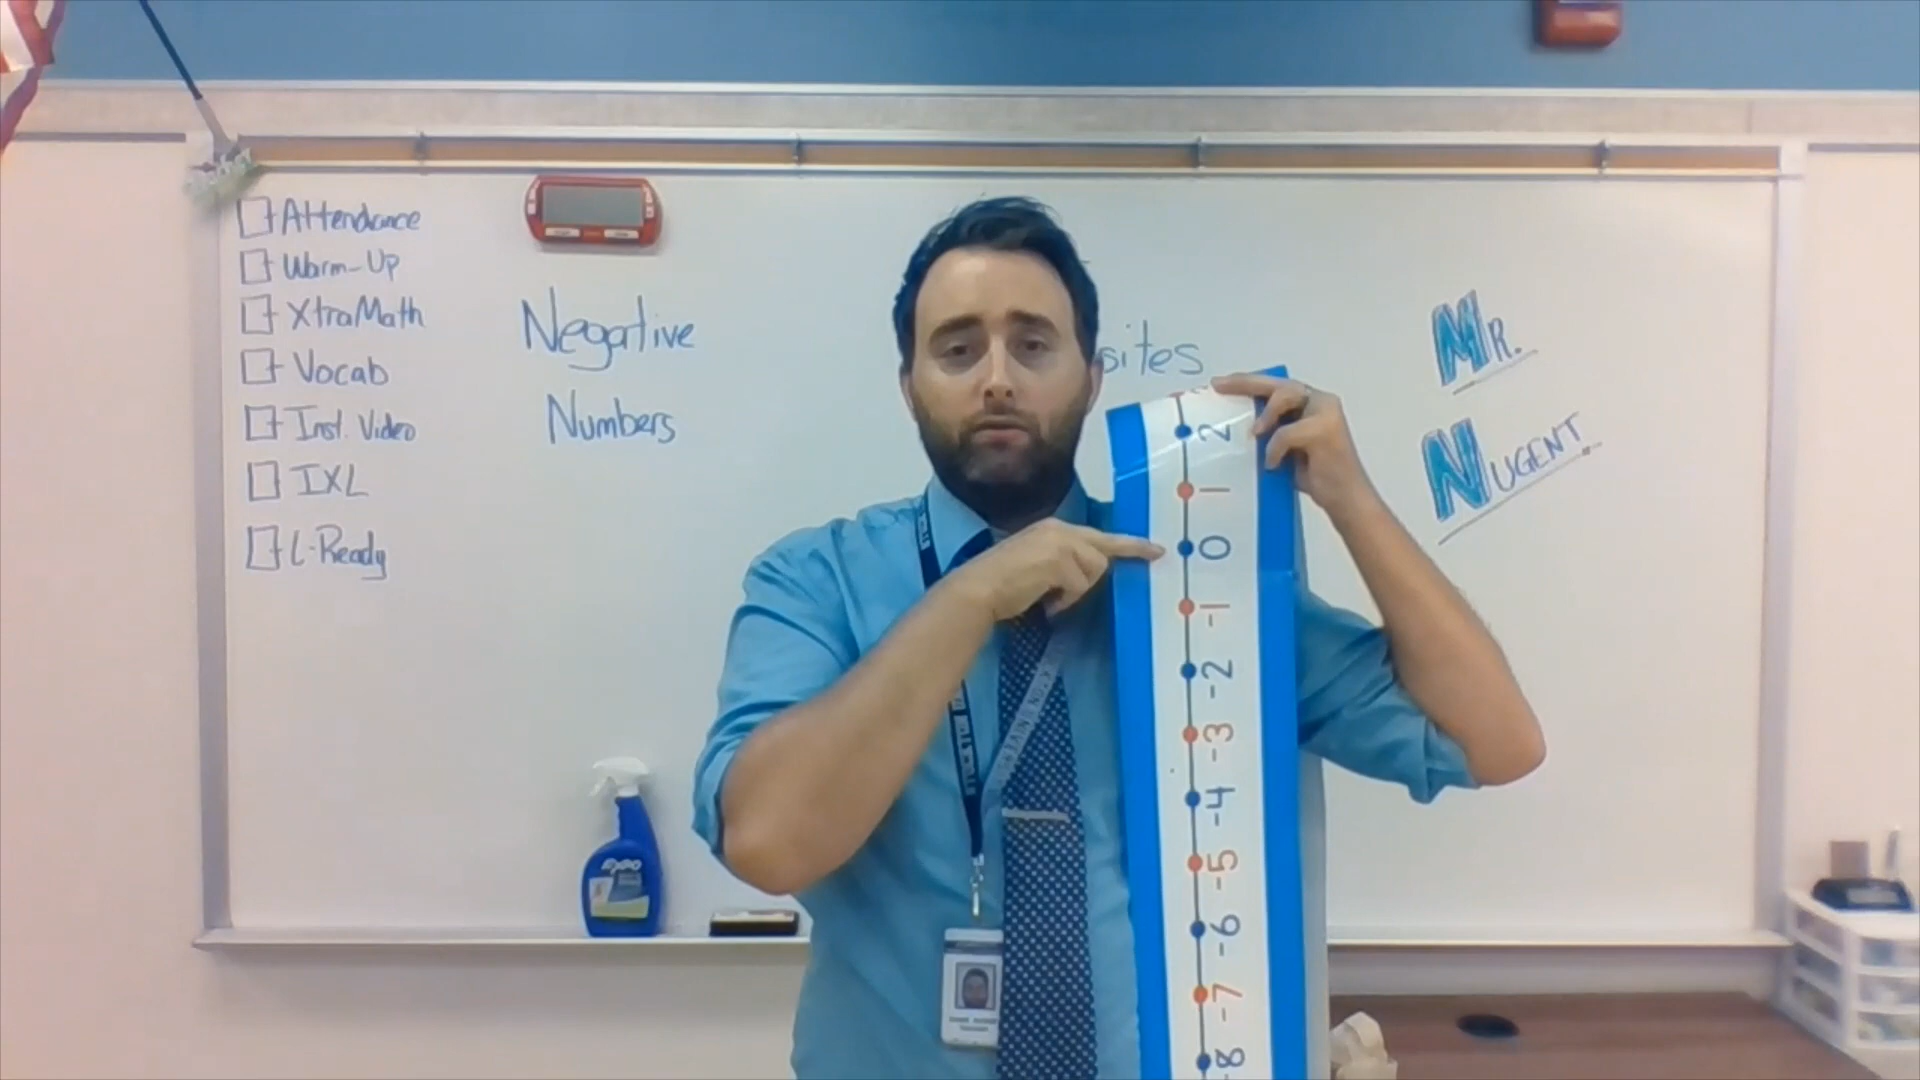 Attendance
Warm-Up
XtraMath
Vocab
Inst. Video
IXL
L-Ready
Negative
Numbers
sites
MR.
NUGENT
2
1
0
-1
-2
-3
-4
-5
-6
-7
-8
expo